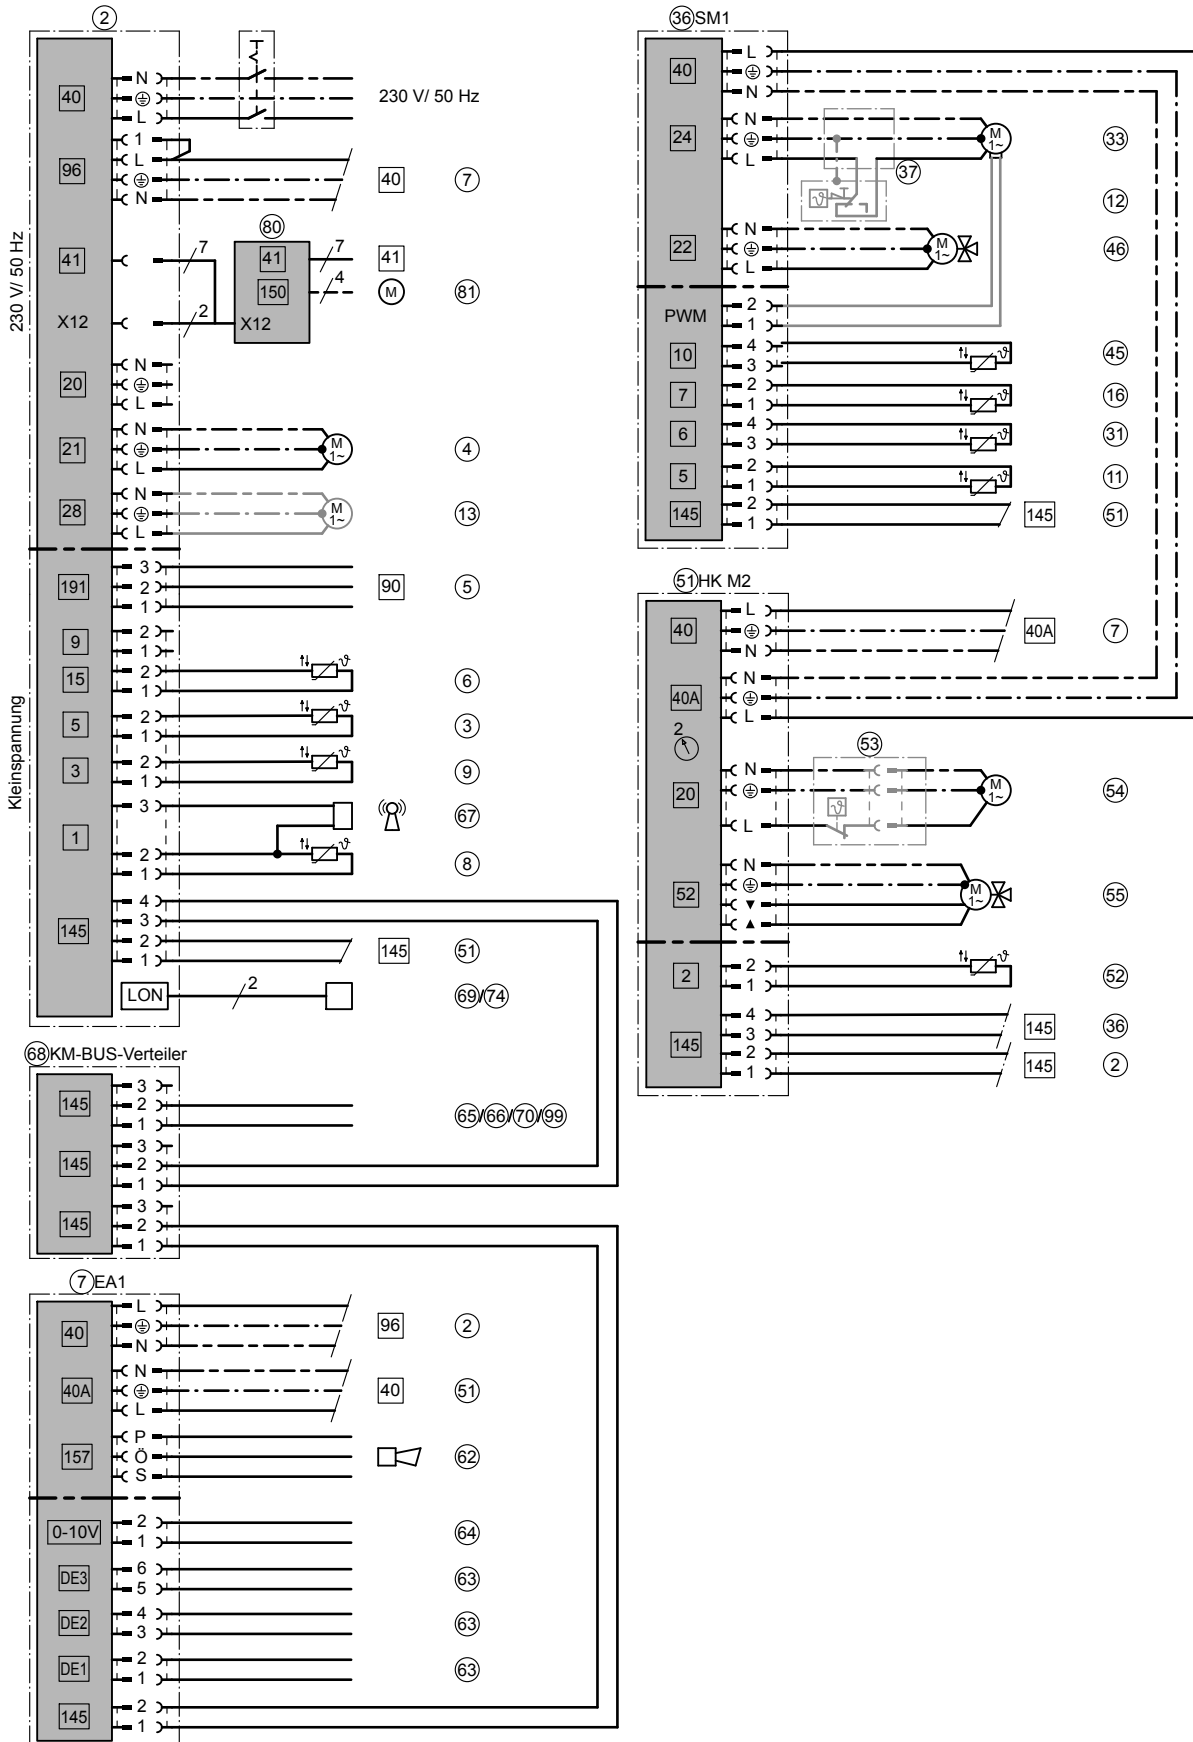 2
N
40
L
230 V/ 50 Hz
1
96
L
N
40
7
80
41
7
41
7
41
150
4
M
81
X12
2
X12
230 V/ 50 Hz
N
20
L
N
21
L
M
1~
4
N
28
L
M
1~
13
3
191
2
1
90
5
9
2
1
15
2
1
ϑ
6
5
2
1
ϑ
3
3
2
1
ϑ
9
Kleinspannung
3
67
1
2
1
ϑ
8
4
3
145
2
1
145
51
LON
2
69/74
68 KM-BUS-Verteiler
3
145
2
1
65/66/70/99
3
145
2
1
3
145
2
1
7 EA1
L
40
N
96
2
N
40A
L
40
51
P
157
Ö
S
62
0-10V
2
1
64
DE3
6
5
63
DE2
4
3
63
DE1
2
1
63
145
2
1
36 SM1
L
40
N
N
24
L
M
1~
33
37
ϑ
12
N
22
L
M
1~
46
PWM
2
1
10
4
3
ϑ
45
7
2
1
ϑ
16
6
4
3
ϑ
31
5
2
1
ϑ
11
145
2
1
145
51
51 HK M2
L
40
N
40A
7
N
40A
L
2
53
N
20
L
ϑ
M
1~
54
N
52
M
1~
55
2
2
1
ϑ
52
4
3
145
36
145
2
1
145
2